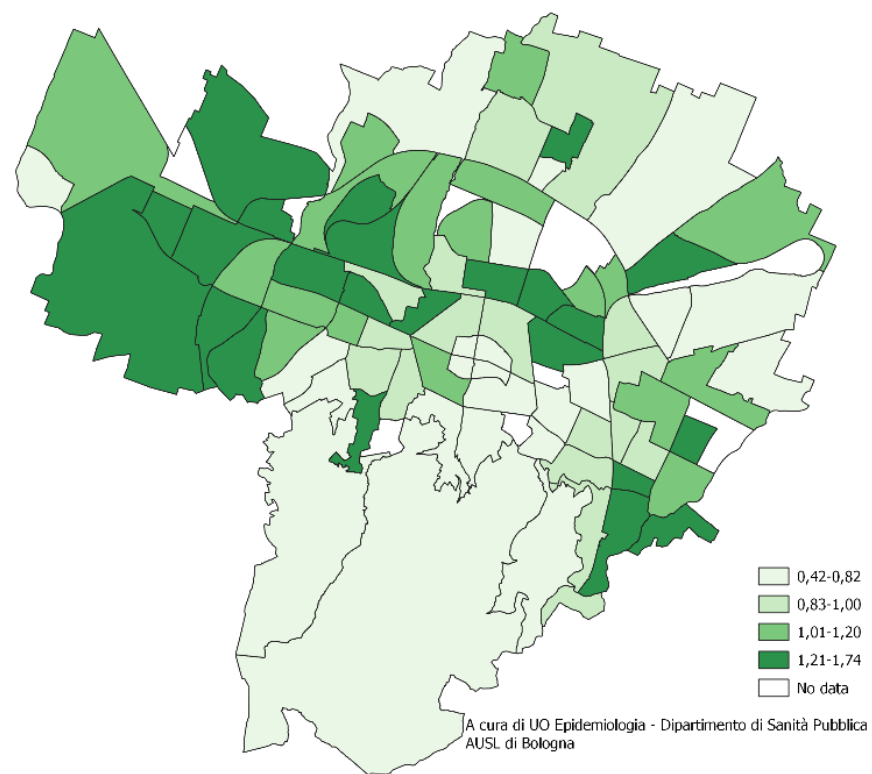 0,42-0,82
0,83-1,00
1,01-1,20
1,21-1,74
No data
A cura di UO Epidemiologia - Dipartimento di Sanità Pubblica
AUSL di Bologna